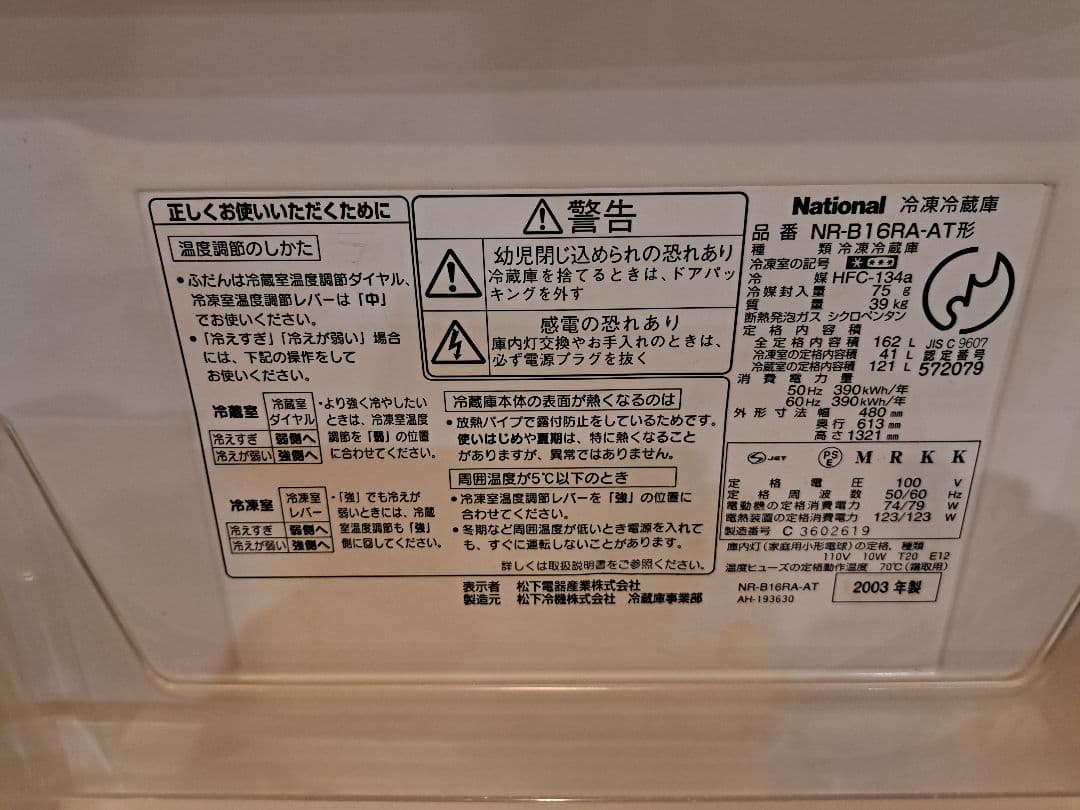 正しくお使いいただくために
温度調節のしかた
・ふだんは冷蔵室温度調節ダイヤル、
冷凍室温度調節レバーは「中」
でお使いください。
・「冷えすぎ」「冷えが弱い」場合
には、下記の操作をして
お使いください。
冷蔵室
冷蔵室
ダイヤル
冷えすぎ 弱側へ
冷えが弱い 強側へ
・より強く冷やしたい
ときは、冷凍室温度
調節を「弱」の位置
に合わせてください。
冷凍室
冷凍室
レバー
冷えすぎ 弱側へ
冷えが弱い 強側へ
・「強」でも冷えが
弱いときには、冷蔵
室温度調節も「強」
側に回してください。
警告
幼児閉じ込められの恐れあり
冷蔵庫を捨てるときは、ドアパッ
キングを外す
感電の恐れあり
庫内灯交換やお手入れのときは、
必ず電源プラグを抜く
冷蔵庫本体の表面が熱くなるのは
・放熱パイプで露付防止をしているためです。
使いはじめや夏期は、特に熱くなること
がありますが、異常ではありません。
周囲温度が5℃以下のとき
・冷凍室温度調節レバーを「強」の位置に
合わせてください。
・冬期など周囲温度が低いとき電源を入れて
も、すぐに運転しないことがあります。
詳しくは取扱説明書をご参照ください。
表示者 松下電器産業株式会社
製造元 松下冷機株式会社 冷蔵庫事業部
National 冷凍冷蔵庫
品番 NR-B16RA-AT形
種類 冷凍冷蔵庫
冷凍室の記号 * ***
冷媒 HFC-134a
冷媒封入量 75 g
質量 39 kg
断熱発泡ガス シクロペンタン
定格内容積
全定格内容積 162 L
冷凍室の定格内容積 41 L
冷蔵室の定格内容積 121 L
JIS C 9607
認定番号
572079
消費電力量
50Hz 390kWh/年
60Hz 390kWh/年
外形寸法 幅 480 mm
奥行 613 mm
高さ 1321 mm
JET PSE M R K K
定格電圧 100 V
定格周波数 50/60 Hz
電動機の定格消費電力 74/79 W
電熱装置の定格消費電力 123/123 W
製造番号 C 3602619
庫内灯(家庭用小形電球)の定格,種類
110V 10W T20 E12
温度ヒューズの定格動作温度 70℃(霜取用)
NR-B16RA-AT
AH-193630
2003 年製